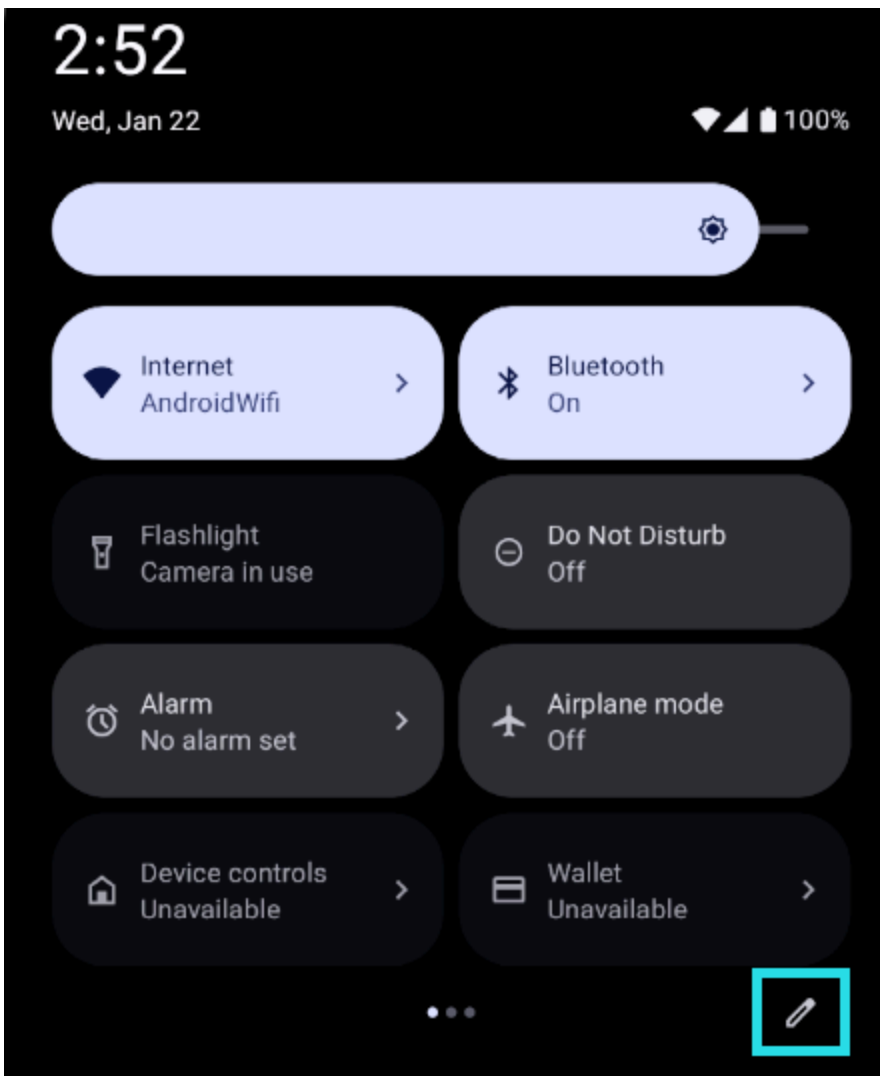 2:52
Wed, Jan 22
100%
Internet
AndroidWifi
Bluetooth
On
Flashlight
Camera in use
Do Not Disturb
Off
Alarm
No alarm set
Airplane mode
Off
Device controls
Unavailable
Wallet
Unavailable